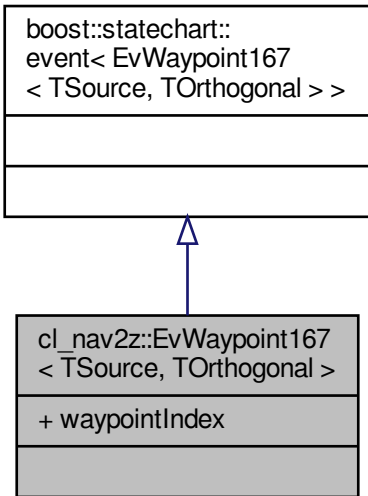 boost::statechart::
event< EvWaypoint167
< TSource, TOrthogonal > >
cl_nav2z::EvWaypoint167
< TSource, TOrthogonal >
+ waypointIndex